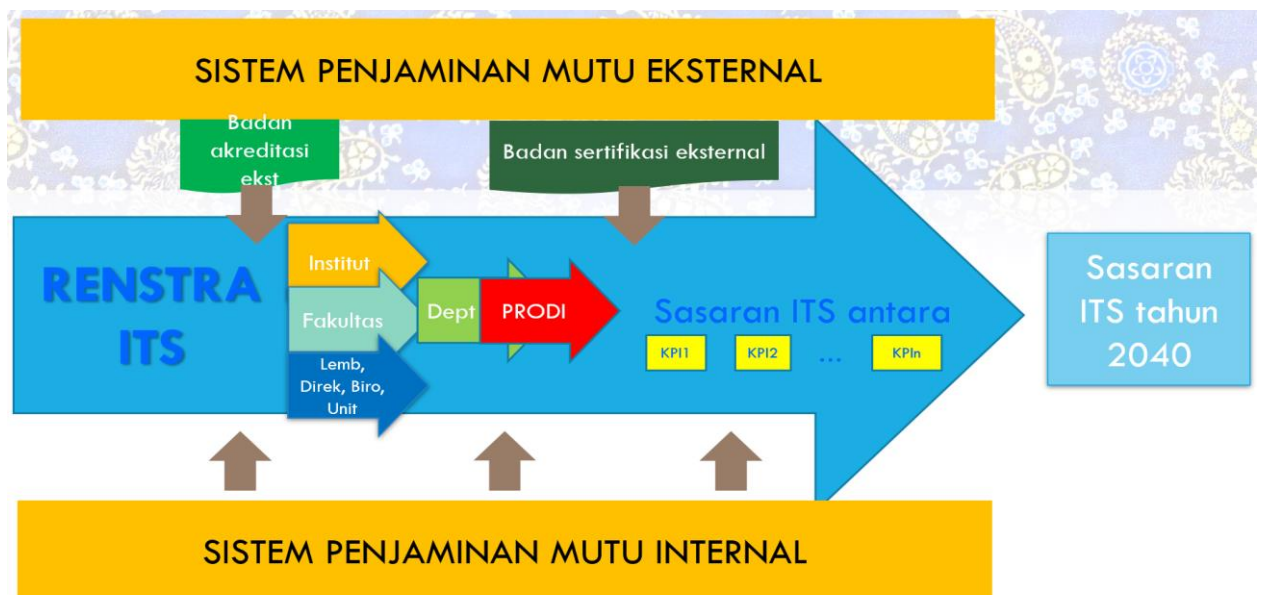 SISTEM PENJAMINAN MUTU EKSTERNAL
Badan
akreditasi
ekst
Badan sertifikasi eksternal
RENSTRA
ITS
Institut
Fakultas
Lemb,
Direk, Biro,
Unit
Dept
PRODI
Sasaran ITS antara
KPI1
KPI2
...
KPIn
Sasaran
ITS tahun
2040
SISTEM PENJAMINAN MUTU INTERNAL